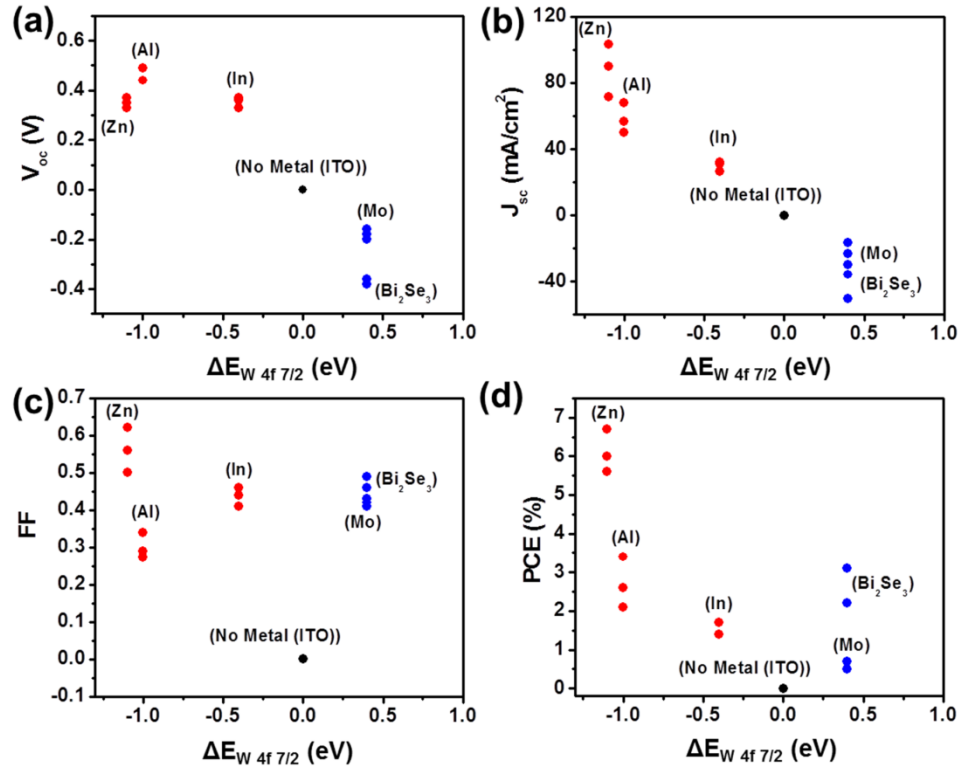 (a)
0.6
0.4
0.2
0.0
-0.2
-0.4
V_oc (V)
(Al)
(In)
(Zn)
(No Metal (ITO))
(Mo)
(Bi₂Se₃)
-1.0 -0.5 0.0 0.5 1.0
ΔE_W 4f 7/2 (eV)
(b)
120
80
40
0
-40
J_sc (mA/cm²)
(Zn)
(Al)
(In)
(No Metal (ITO))
(Mo)
(Bi₂Se₃)
-1.0 -0.5 0.0 0.5 1.0
ΔE_W 4f 7/2 (eV)
(c)
0.7
0.6
0.5
0.4
0.3
0.2
0.1
0.0
-0.1
FF
(Zn)
(In)
(Bi₂Se₃)
(Al)
(Mo)
(No Metal (ITO))
-1.0 -0.5 0.0 0.5 1.0
ΔE_W 4f 7/2 (eV)
(d)
7
6
5
4
3
2
1
0
PCE (%)
(Zn)
(Al)
(Bi₂Se₃)
(In)
(Mo)
(No Metal (ITO))
-1.0 -0.5 0.0 0.5 1.0
ΔE_W 4f 7/2 (eV)